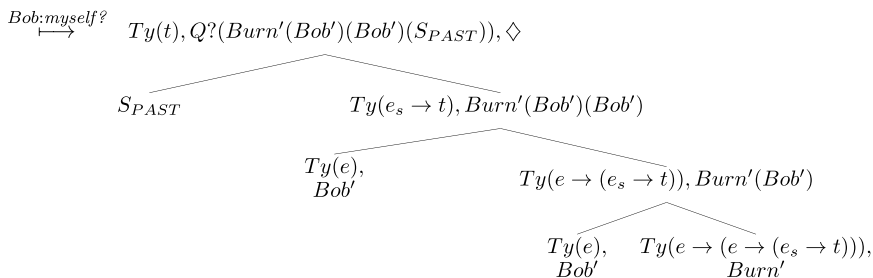 Bob:myself?
⟼ Ty(t), Q?(Burn′(Bob′)(Bob′)(S_PAST)), ◇
S_PAST Ty(e_s → t), Burn′(Bob′)(Bob′)
Ty(e),
Bob′
Ty(e → (e_s → t)), Burn′(Bob′)
Ty(e), Ty(e → (e → (e_s → t))),
Bob′ Burn′